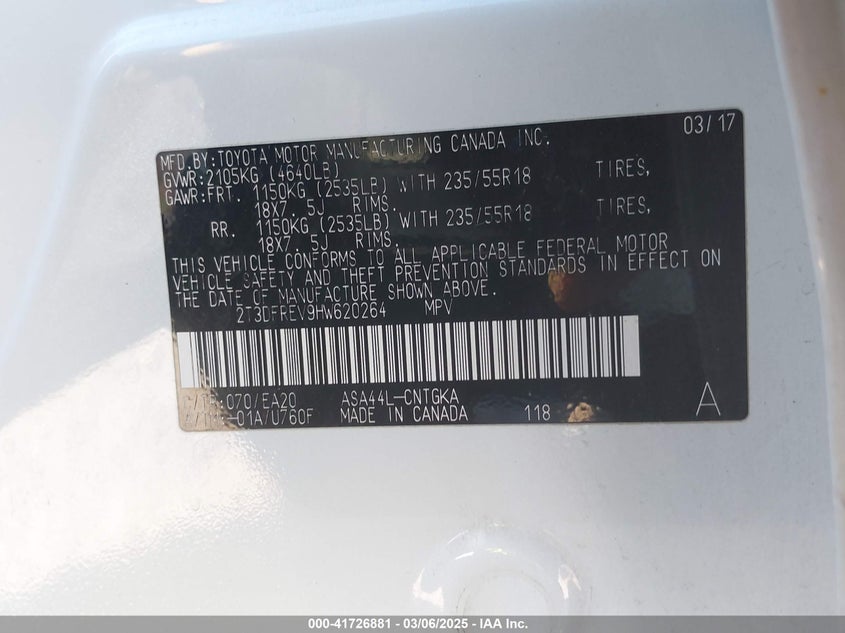 03/17
MFD.BY:TOYOTA MOTOR MANUFACTURING CANADA INC.
GVWR:2105KG (4640LB)
GAWR:FRT. 1150KG (2535LB) WITH 235/55R18 TIRES,
18X7.5J RIMS.
RR. 1150KG (2535LB) WITH 235/55R18 TIRES,
18X7.5J RIMS.
THIS VEHICLE CONFORMS TO ALL APPLICABLE FEDERAL MOTOR
VEHICLE SAFETY AND THEFT PREVENTION STANDARDS IN EFFECT ON
THE DATE OF MANUFACTURE SHOWN ABOVE.
2T3DFREV9HW620264 MPV
070/EA20 ASA44L-CNTGKA
-01A/U760F MADE IN CANADA 118 A
000-41726881 - 03/06/2025 - IAA Inc.